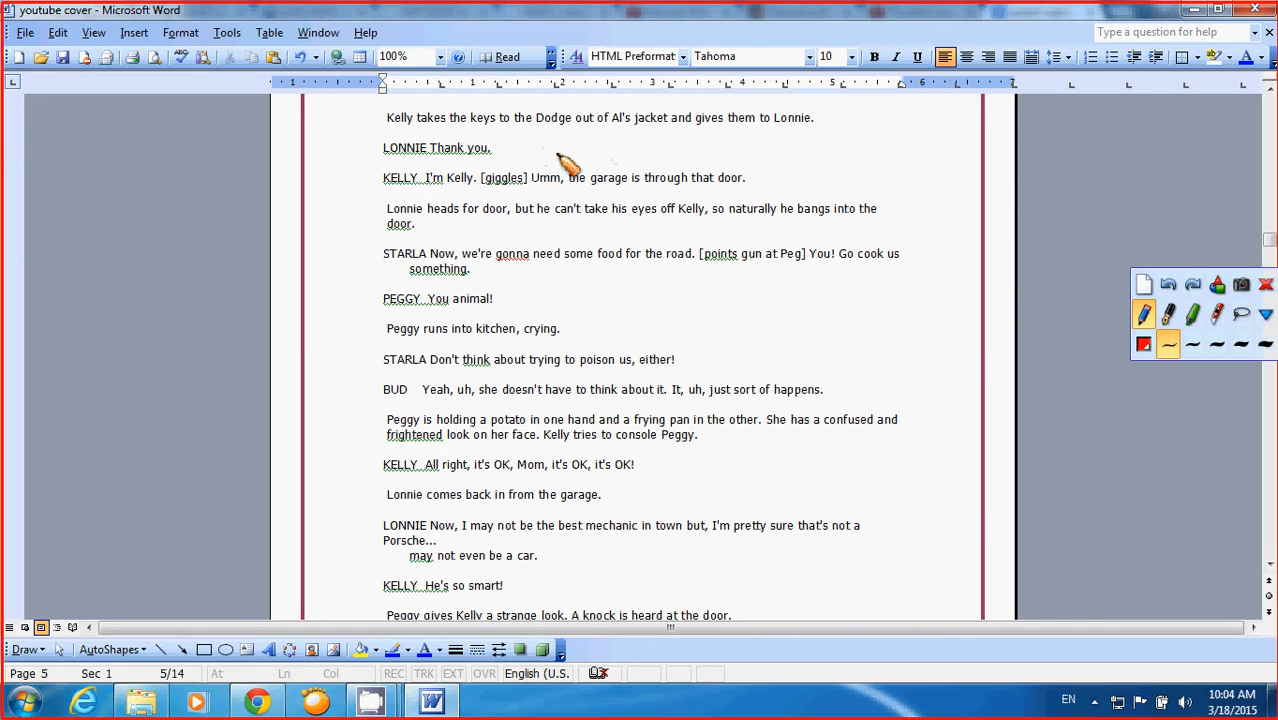 youtube cover - Microsoft Word
File Edit View Insert Format Tools Table Window Help
Type a question for help
100% Read HTML Preformat Tahoma 10 B I U
1 1 2 3 4 5 6 7
Kelly takes the keys to the Dodge out of Al's jacket and gives them to Lonnie.
LONNIE Thank you.
KELLY I'm Kelly. [giggles] Umm, the garage is through that door.
Lonnie heads for door, but he can't take his eyes off Kelly, so naturally he bangs into the
door.
STARLA Now, we're gonna need some food for the road. [points gun at Peg] You! Go cook us
something.
PEGGY You animal!
Peggy runs into kitchen, crying.
STARLA Don't think about trying to poison us, either!
BUD Yeah, uh, she doesn't have to think about it. It, uh, just sort of happens.
Peggy is holding a potato in one hand and a frying pan in the other. She has a confused and
frightened look on her face. Kelly tries to console Peggy.
KELLY All right, it's OK, Mom, it's OK, it's OK!
Lonnie comes back in from the garage.
LONNIE Now, I may not be the best mechanic in town but, I'm pretty sure that's not a
Porsche...
may not even be a car.
KELLY He's so smart!
Peggy gives Kelly a strange look. A knock is heard at the door.
Draw AutoShapes
Page 5 Sec 1 5/14 At Ln Col REC TRK EXT OVR English (U.S.
EN 10:04 AM
3/18/2015